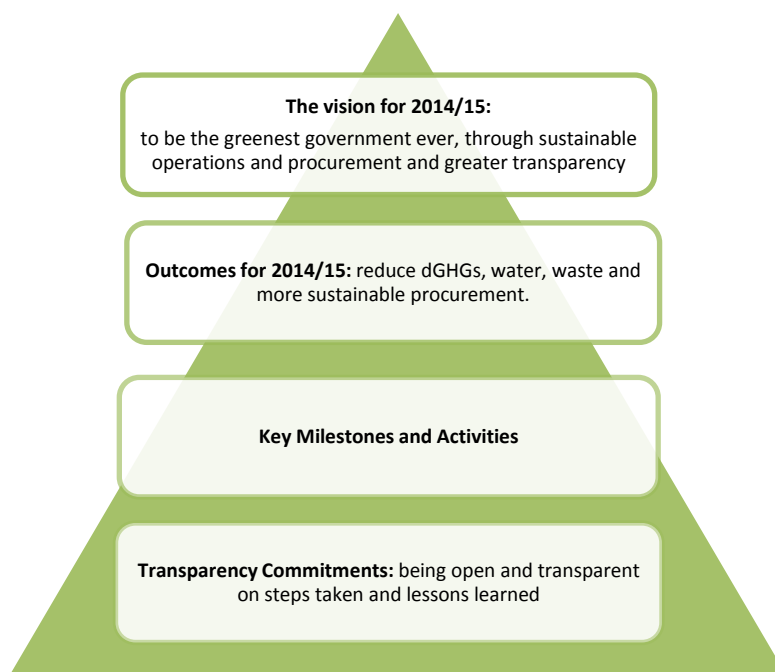 The vision for 2014/15:
to be the greenest government ever, through sustainable
operations and procurement and greater transparency
Outcomes for 2014/15: reduce dGHGs, water, waste and
more sustainable procurement.
Key Milestones and Activities
Transparency Commitments: being open and transparent
on steps taken and lessons learned